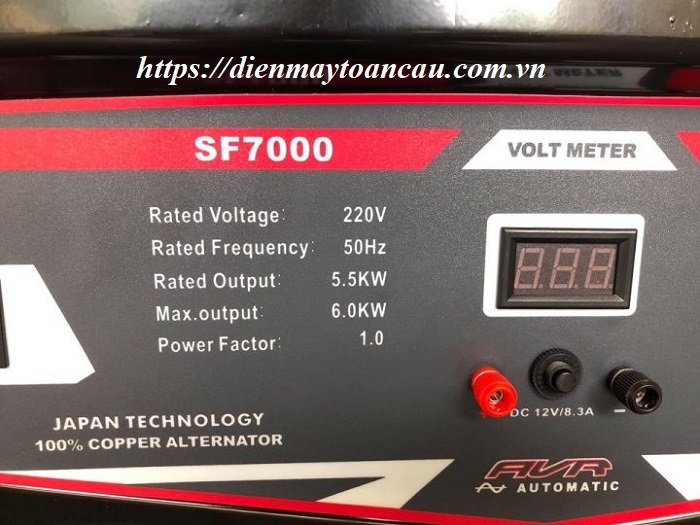 https://dienmaytoancau.com.vn
METER
SF7000
VOLT METER
Rated Voltage: 220V
Rated Frequency: 50Hz
Rated Output: 5.5KW
Max.output: 6.0KW
Power Factor: 1.0
DC 12V/8.3A
JAPAN TECHNOLOGY
100% COPPER ALTERNATOR
AVR
AUTOMATIC